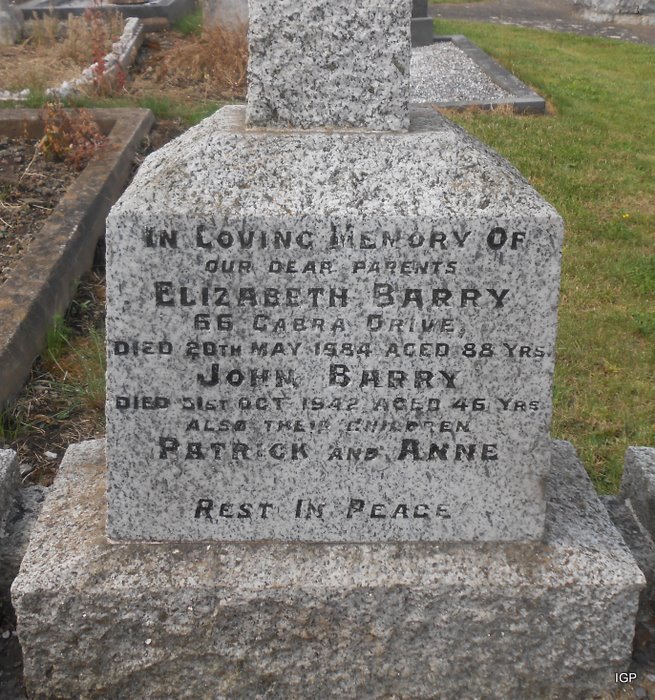 In Loving Memory Of
OUR DEAR PARENTS
ELIZABETH BARRY
66 CABRA DRIVE,
DIED 20TH MAY 1984 AGED 88 YRS.
JOHN BARRY
DIED 31ST OCT 1942 AGED 46 YRS
ALSO THEIR CHILDREN
PATRICK AND ANNE
REST IN PEACE
IGP